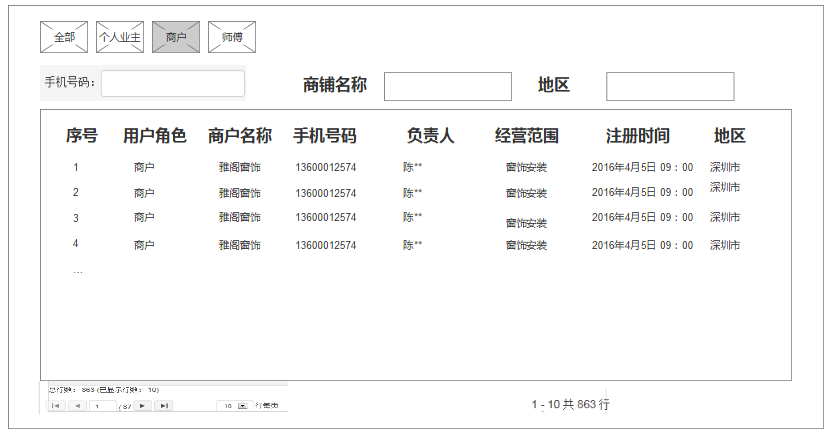 全部 个人业主 商户 师傅
手机号码： 商铺名称 地区
序号 用户角色 商户名称 手机号码 负责人 经营范围 注册时间 地区
1 商户 雅阁窗饰 13600012574 陈** 窗饰安装 2016年4月5日 09：00 深圳市
2 商户 雅阁窗饰 13600012574 陈** 窗饰安装 2016年4月5日 09：00 深圳市
3 商户 雅阁窗饰 13600012574 陈** 窗饰安装 2016年4月5日 09：00 深圳市
4 商户 雅阁窗饰 13600012574 陈** 窗饰安装 2016年4月5日 09：00 深圳市
...
总行数： 863 (已显示行数： 10)
1 / 87 10 行每页
1 - 10 共 863 行